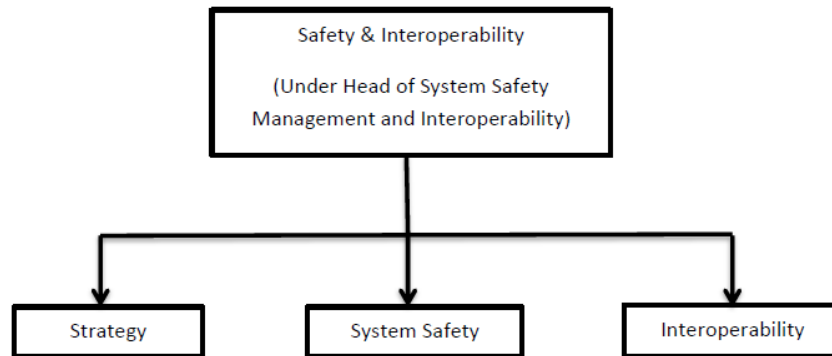 Safety & Interoperability
(Under Head of System Safety
Management and Interoperability)
Strategy
System Safety
Interoperability